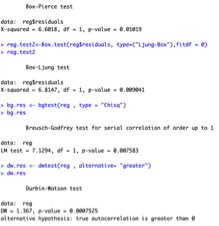 Box-Pierce test
data: reg$residuals
X-squared = 6.6018, df = 1, p-value = 0.01019
> reg.test2<-Box.test(reg$residuals, type=("Ljung-Box"),fitdf = 0)
> reg.test2
Box-Ljung test
data: reg$residuals
X-squared = 6.8147, df = 1, p-value = 0.009041
> bg.res <- bgtest(reg , type = "Chisq")
> bg.res
Breusch-Godfrey test for serial correlation of order up to 1
data: reg
LM test = 7.1294, df = 1, p-value = 0.007583
> dw.res <- dwtest(reg , alternative= "greater")
> dw.res
Durbin-Watson test
data: reg
DW = 1.367, p-value = 0.0007525
alternative hypothesis: true autocorrelation is greater than 0